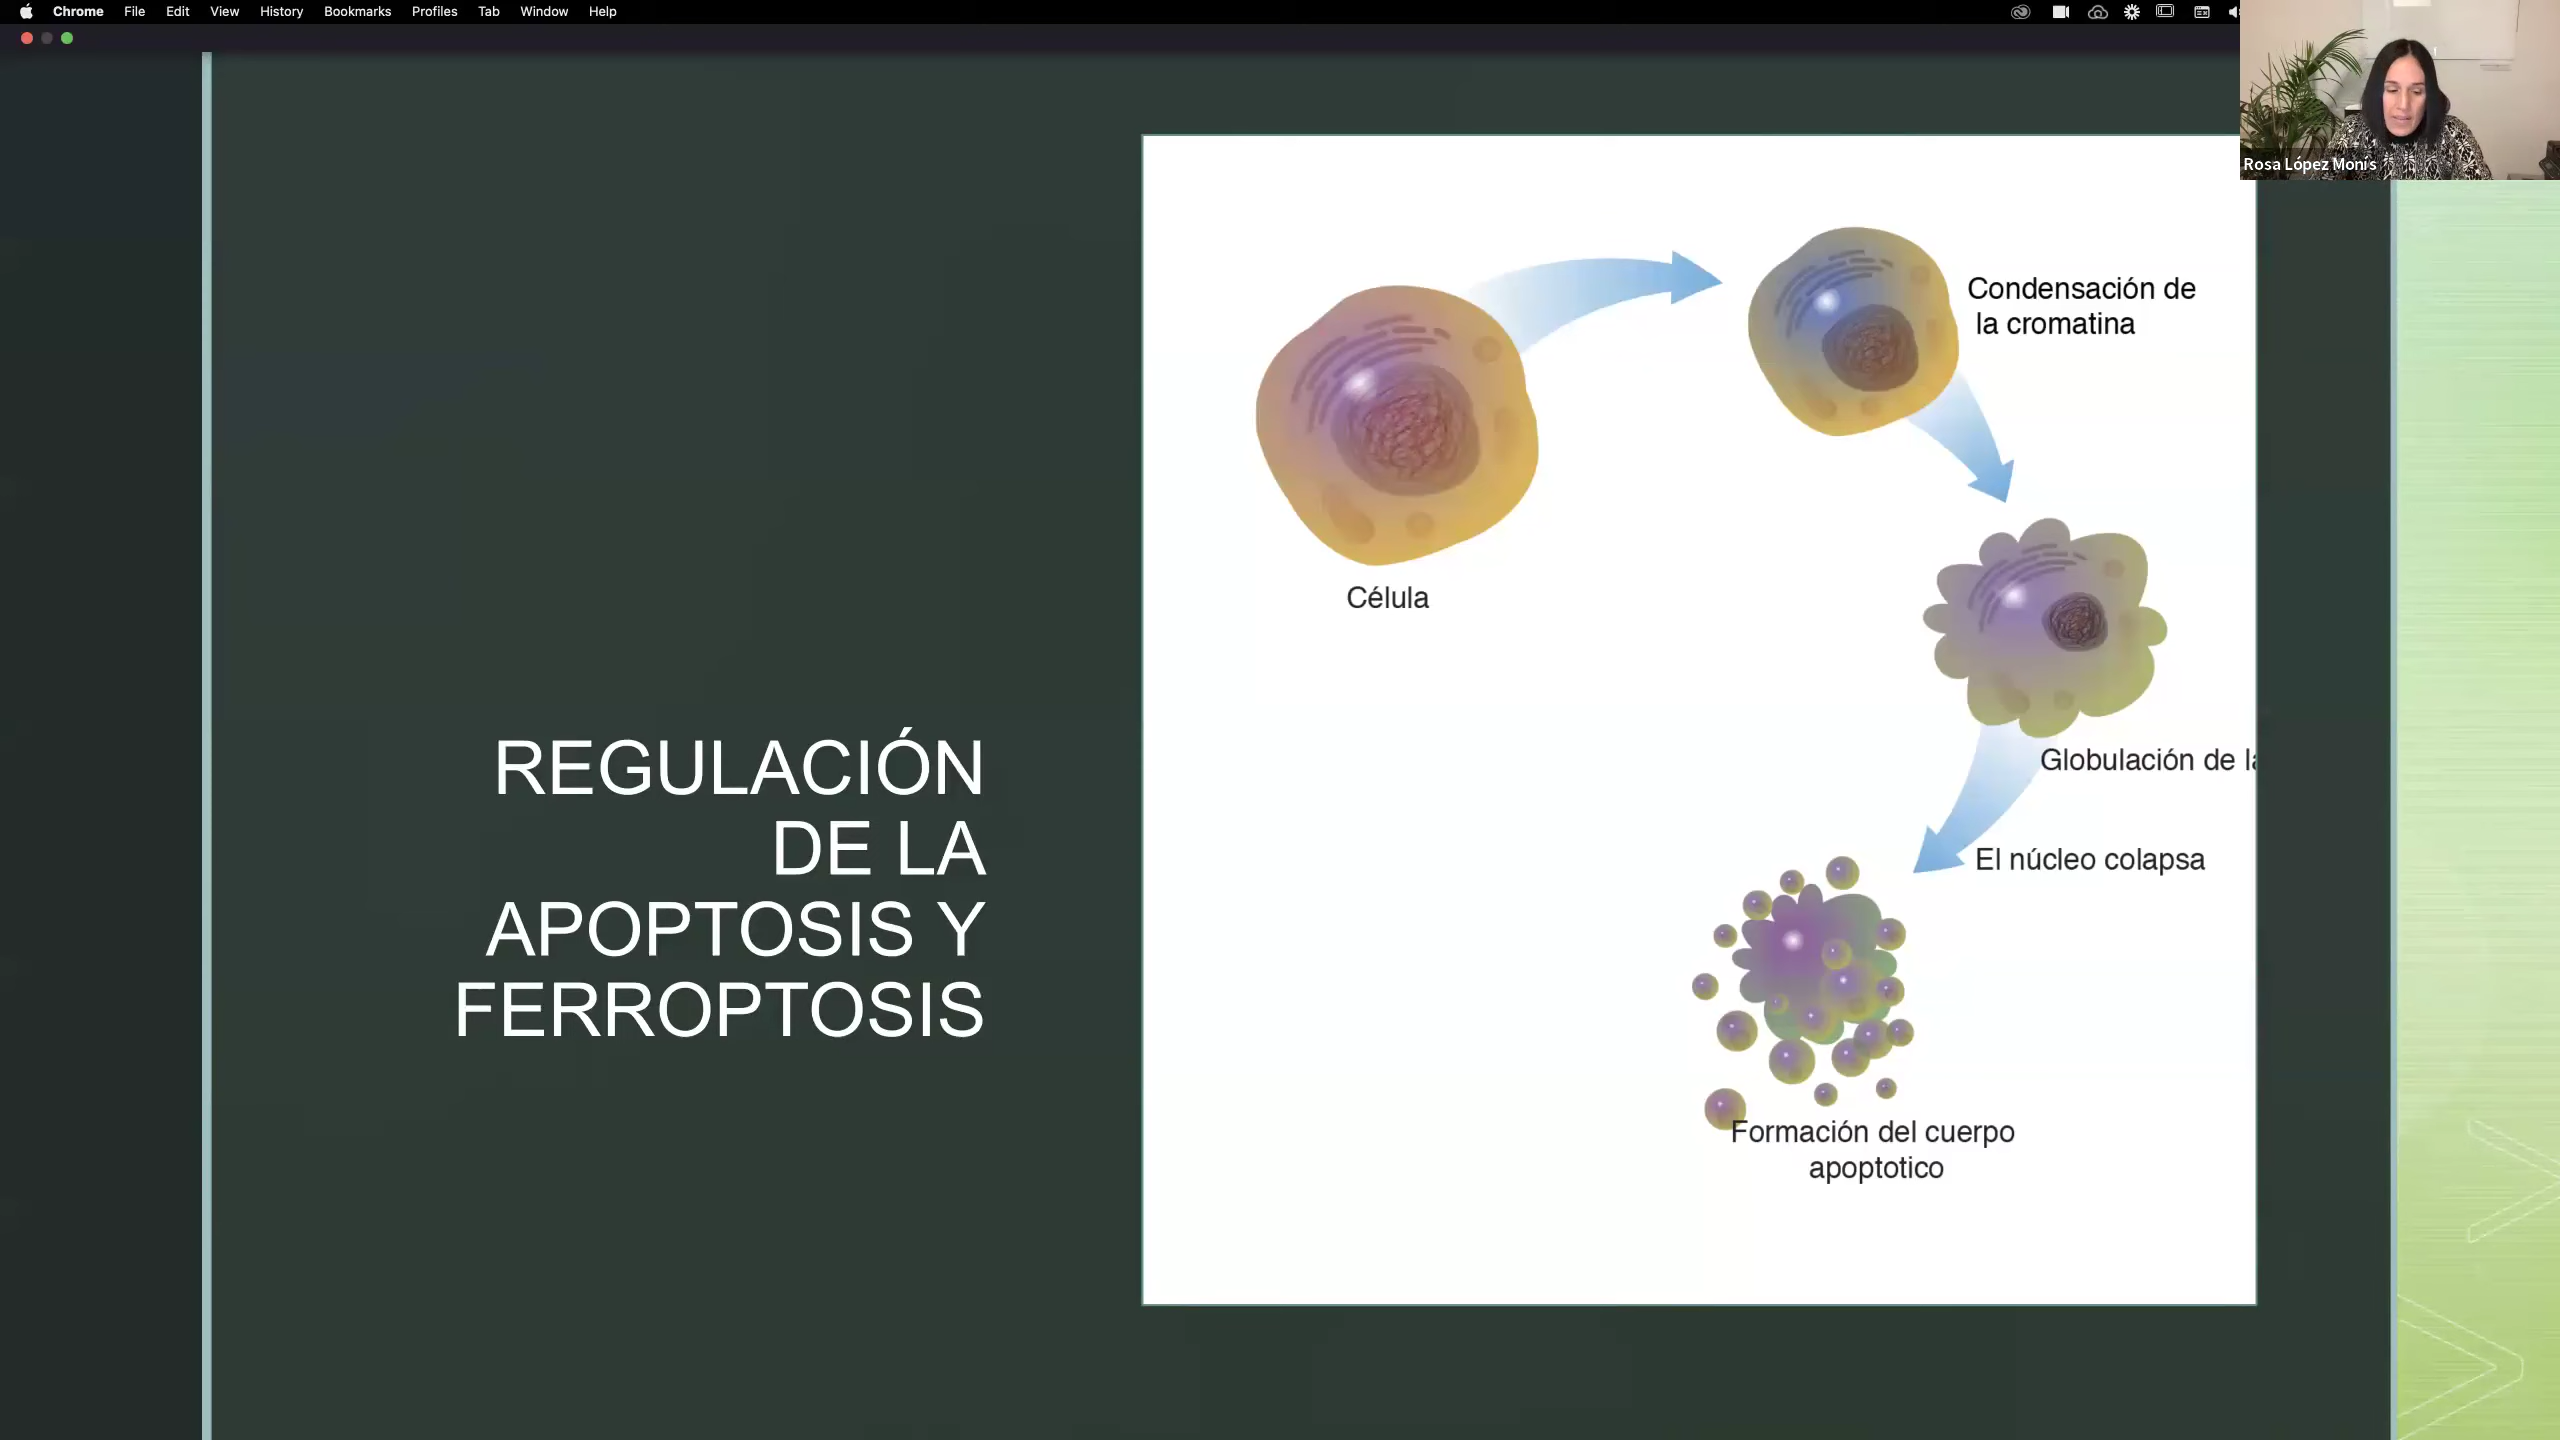 Chrome File Edit View History Bookmarks Profiles Tab Window Help
Rosa López Monís
REGULACIÓN
DE LA
APOPTOSIS Y
FERROPTOSIS
Célula
Condensación de
la cromatina
Globulación de la
El núcleo colapsa
Formación del cuerpo
apoptotico